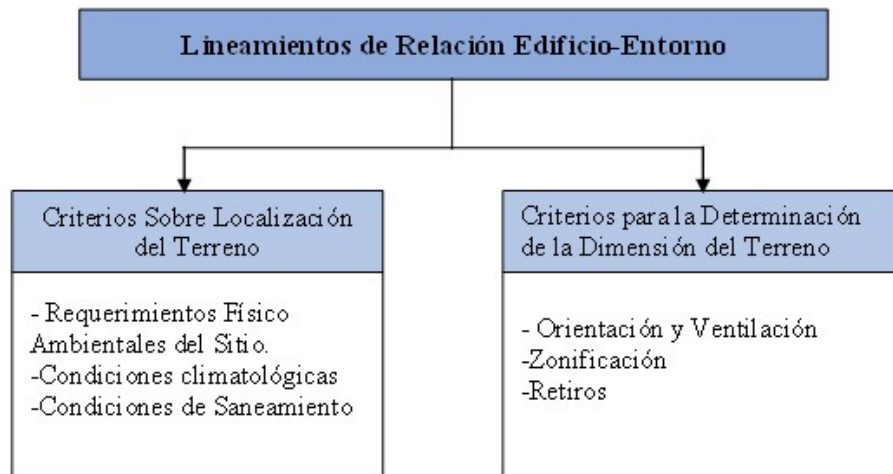 Lineamientos de Relación Edificio-Entorno
Criterios Sobre Localización
del Terreno
- Requerimientos Físico
Ambientales del Sitio.
-Condiciones climatológicas
-Condiciones de Saneamiento
Criterios para la Determinación
de la Dimensión del Terreno
- Orientación y Ventilación
-Zonificación
-Retiros